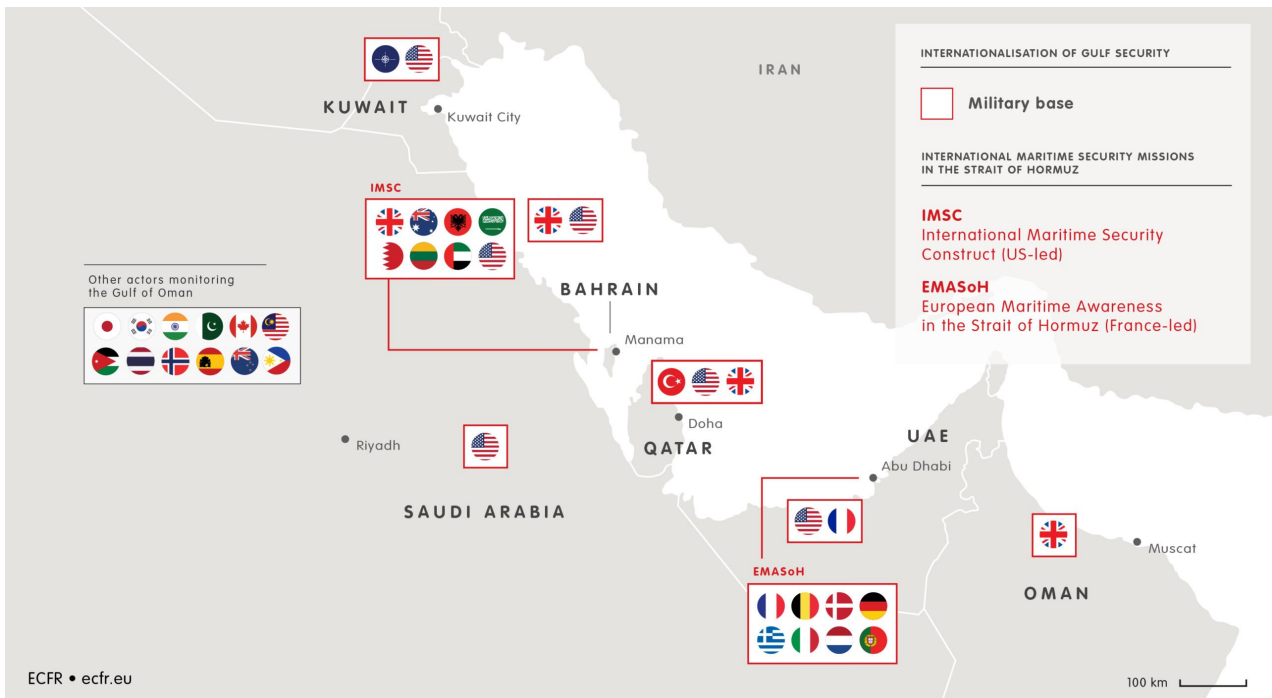 IRAN
KUWAIT
Kuwait City
INTERNATIONALISATION OF GULF SECURITY
Military base
INTERNATIONAL MARITIME SECURITY MISSIONS
IN THE STRAIT OF HORMUZ
IMSC
International Maritime Security
Construct (US-led)
EMASoH
European Maritime Awareness
in the Strait of Hormuz (France-led)
IMSC
Other actors monitoring
the Gulf of Oman
BAHRAIN
Manama
Doha
QATAR
Riyadh
SAUDI ARABIA
UAE
Abu Dhabi
EMASoH
Muscat
OMAN
ECFR • ecfr.eu
100 km